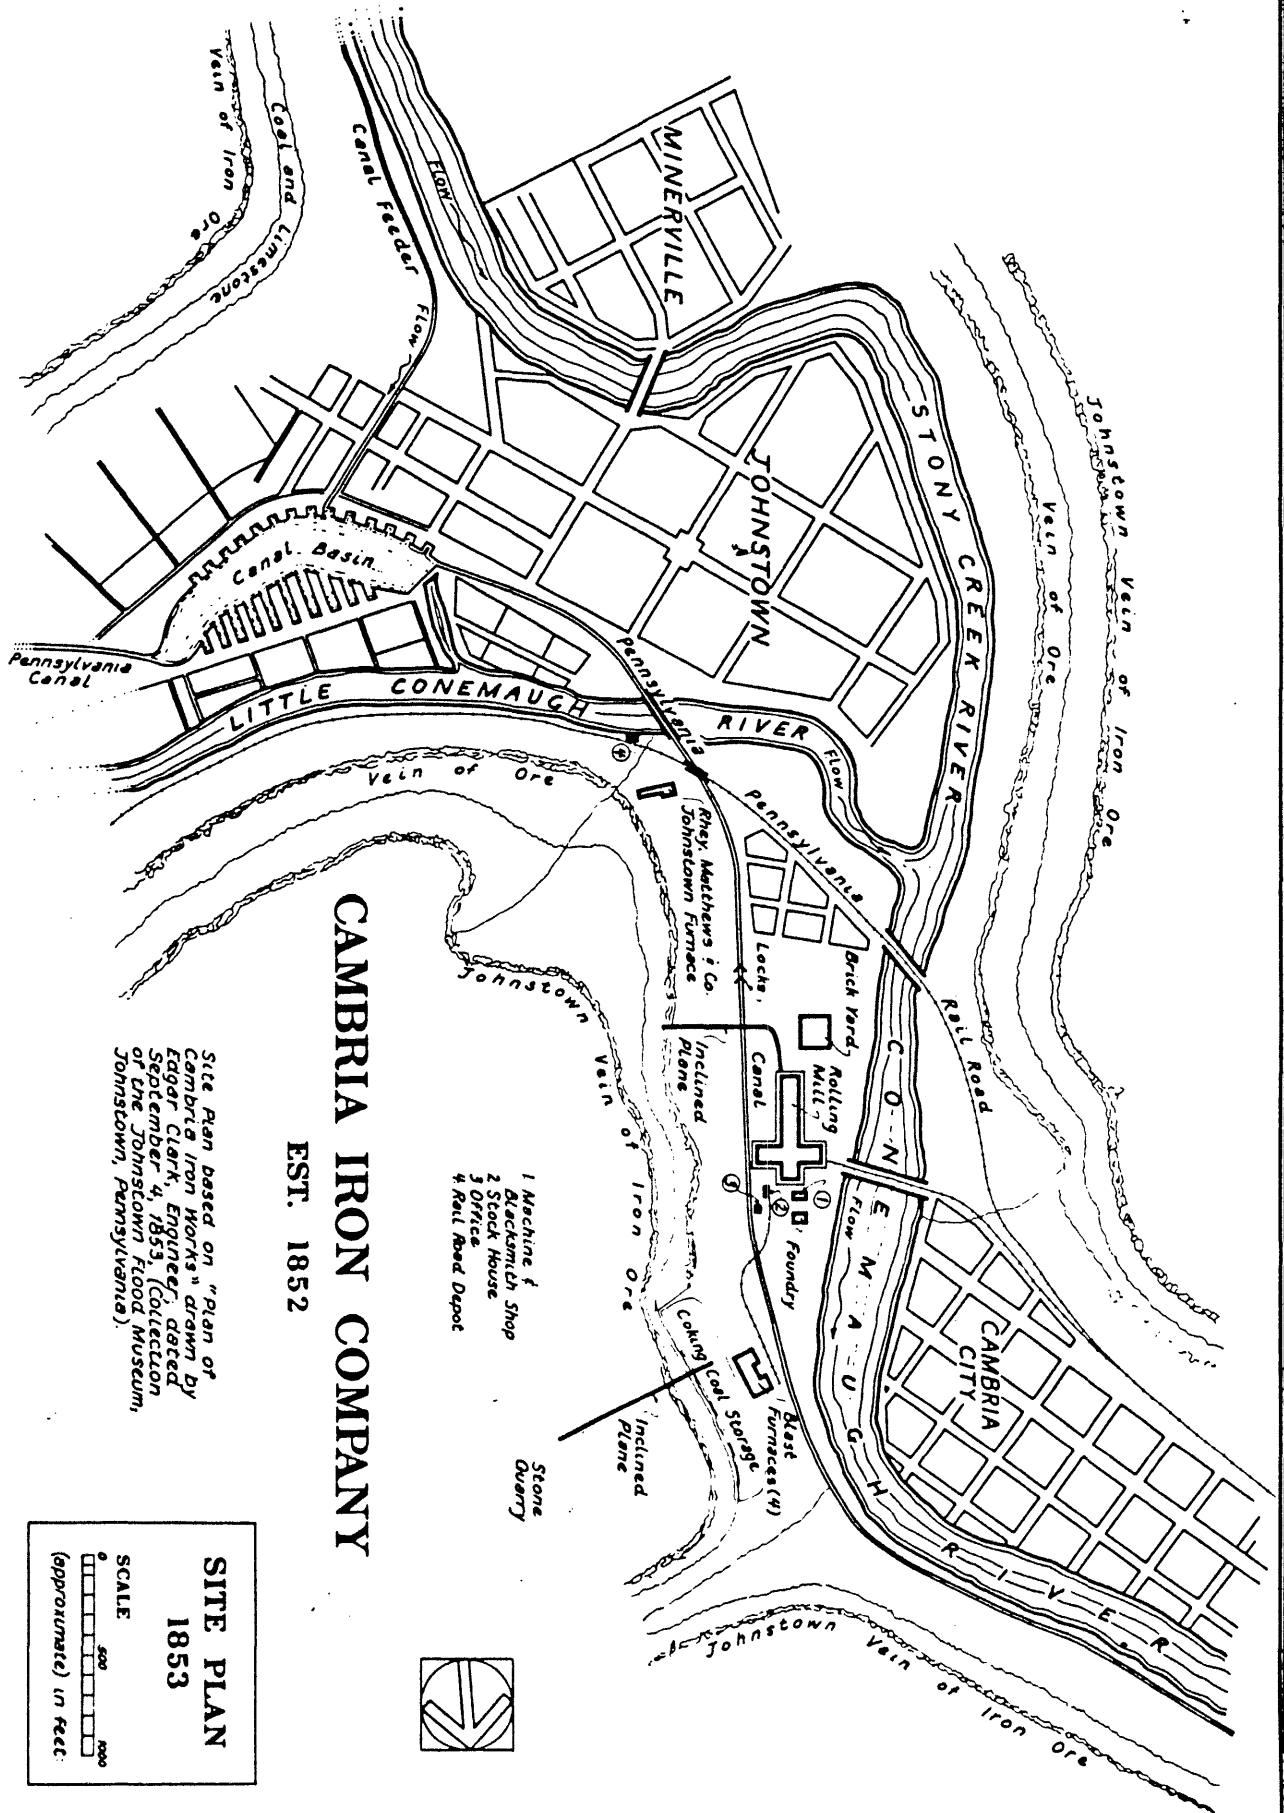 CAMBRIA IRON COMPANY
EST. 1852
Site Plan based on "Plan of
Cambria Iron Works" drawn by
Edgar Clark, Engineer, dated
September 4, 1853, (Collection
of the Johnstown Flood Museum,
Johnstown, Pennsylvania).
1 Machine &
Blacksmith Shop
2 Stock House
3 Office
4 Rail Road Depot
SITE PLAN
1853
SCALE
0 500 1000
(approximate) in feet
MINERVILLE
JOHNSTOWN
CAMBRIA
CITY
STONY CREEK RIVER
LITTLE CONEMAUGH RIVER
Flow
CONEMAUGH RIVER
Flow
Flow
Canal Feeder
Flow
Coal and Limestone
Vein of Iron Ore
Johnstown Vein of Iron Ore
Vein of Ore
Canal Basin
Pennsylvania
Canal
Pennsylvania
Canal
Pennsylvania Rail Road
Vein of Ore
Johnstown Vein of Iron Ore
Rhey, Matthews & Co.
Johnstown Furnace
Locks
Brick Yard
Rolling
Mill
Inclined
Plane
Foundry
1
2
3
4
Coking Coal Storage
Blast
Furnaces (4)
Inclined
Plane
Stone
Quarry
Johnstown Vein of Iron Ore